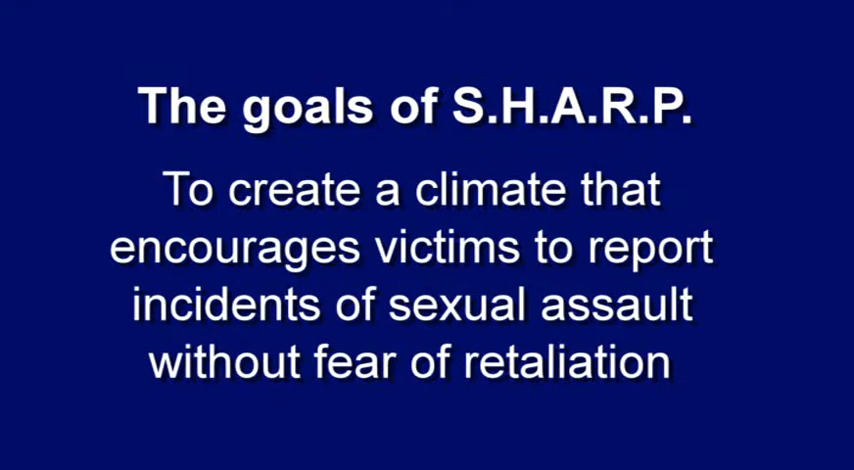 The goals of S.H.A.R.P.
To create a climate that
encourages victims to report
incidents of sexual assault
without fear of retaliation